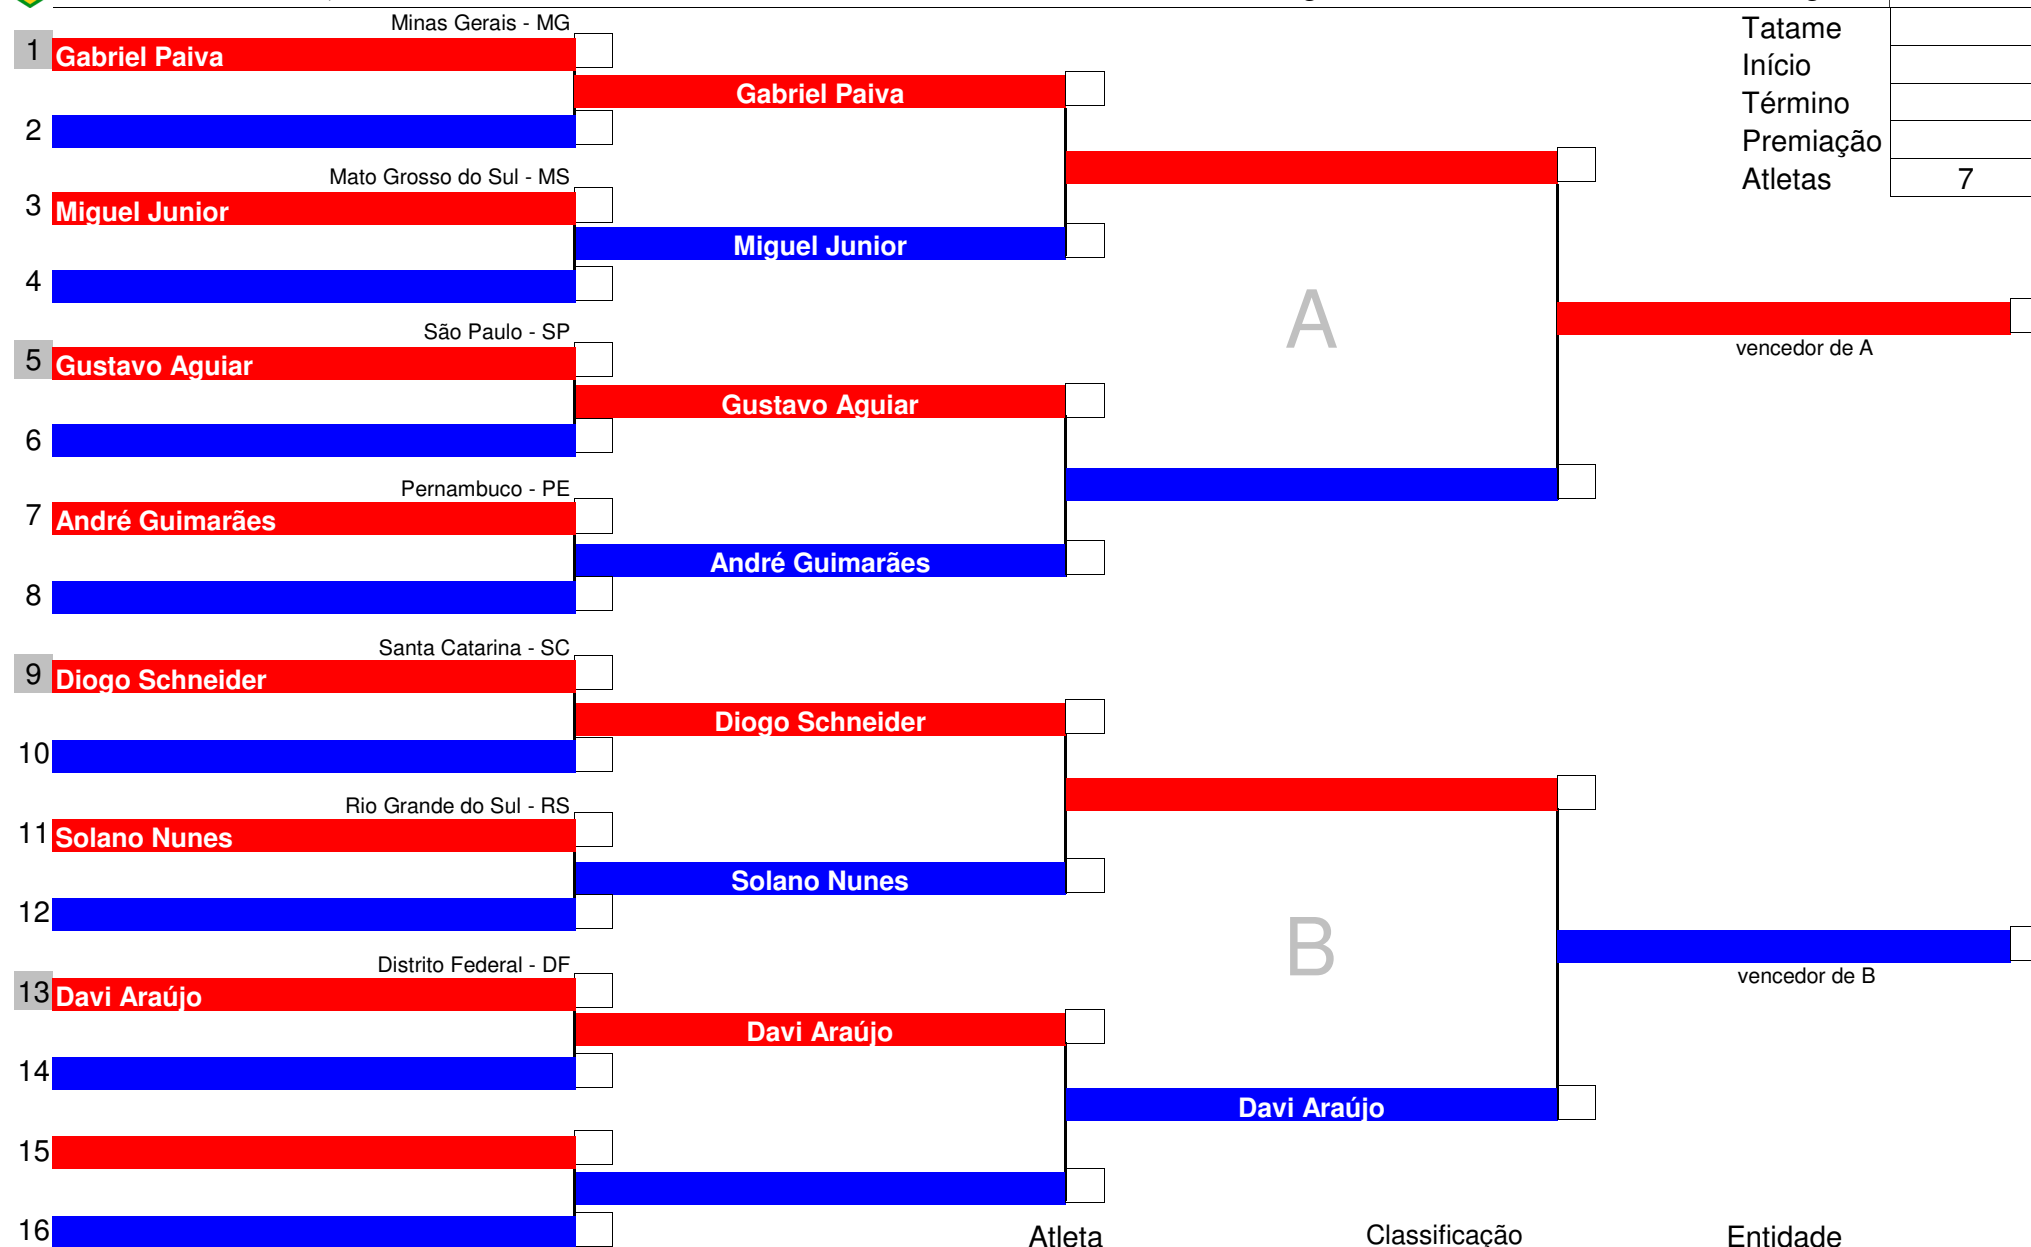 Minas Gerais - MG
1 Gabriel Paiva
Gabriel Paiva
2
Mato Grosso do Sul - MS
3 Miguel Junior
Miguel Junior
4
São Paulo - SP
5 Gustavo Aguiar
Gustavo Aguiar
6
Pernambuco - PE
7 André Guimarães
André Guimarães
8
Santa Catarina - SC
9 Diogo Schneider
Diogo Schneider
10
Rio Grande do Sul - RS
11 Solano Nunes
Solano Nunes
12
Distrito Federal - DF
13 Davi Araújo
Davi Araújo
14
Davi Araújo
15
16
A
B
vencedor de A
vencedor de B
Tatame
Início
Término
Premiação
Atletas 7
Atleta Classificação Entidade